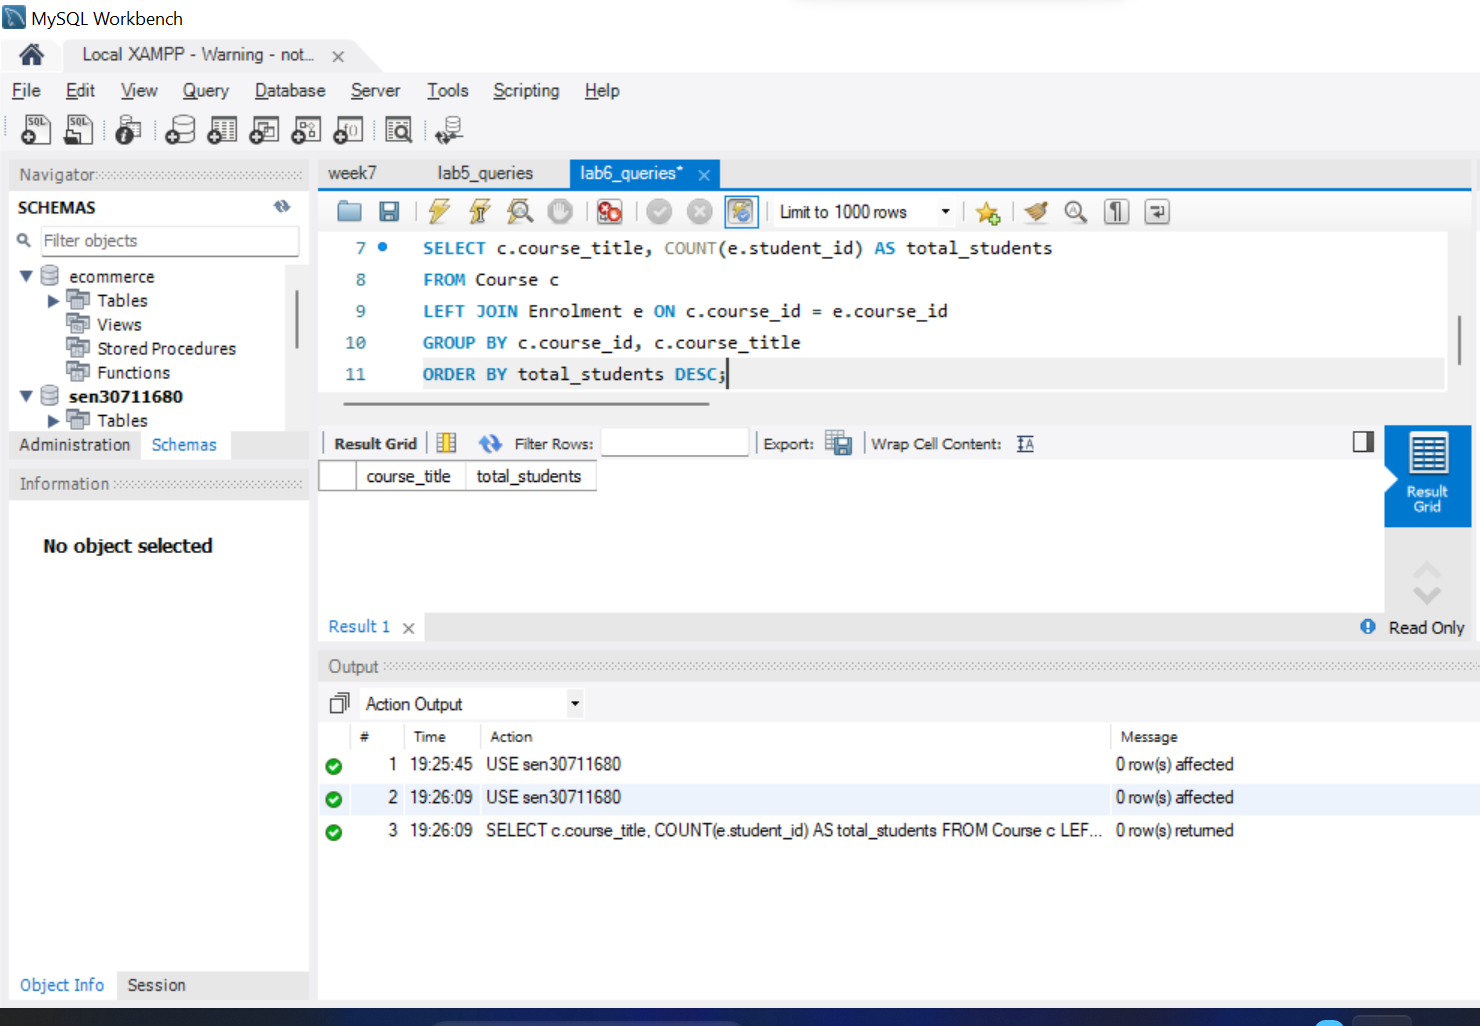 MySQL Workbench
Local XAMPP - Warning - not...
File Edit View Query Database Server Tools Scripting Help
Navigator
SCHEMAS
Filter objects
ecommerce
Tables
Views
Stored Procedures
Functions
sen30711680
Tables
Administration Schemas
Information
No object selected
Object Info Session
week7 lab5_queries lab6_queries*
Limit to 1000 rows
7 SELECT c.course_title, COUNT(e.student_id) AS total_students
8 FROM Course c
9 LEFT JOIN Enrolment e ON c.course_id = e.course_id
10 GROUP BY c.course_id, c.course_title
11 ORDER BY total_students DESC;
Result Grid Filter Rows: Export: Wrap Cell Content:
course_title total_students
Result
Grid
Result 1
Read Only
Output
Action Output
# Time Action Message
1 19:25:45 USE sen30711680 0 row(s) affected
2 19:26:09 USE sen30711680 0 row(s) affected
3 19:26:09 SELECT c.course_title, COUNT(e.student_id) AS total_students FROM Course c LEF... 0 row(s) returned